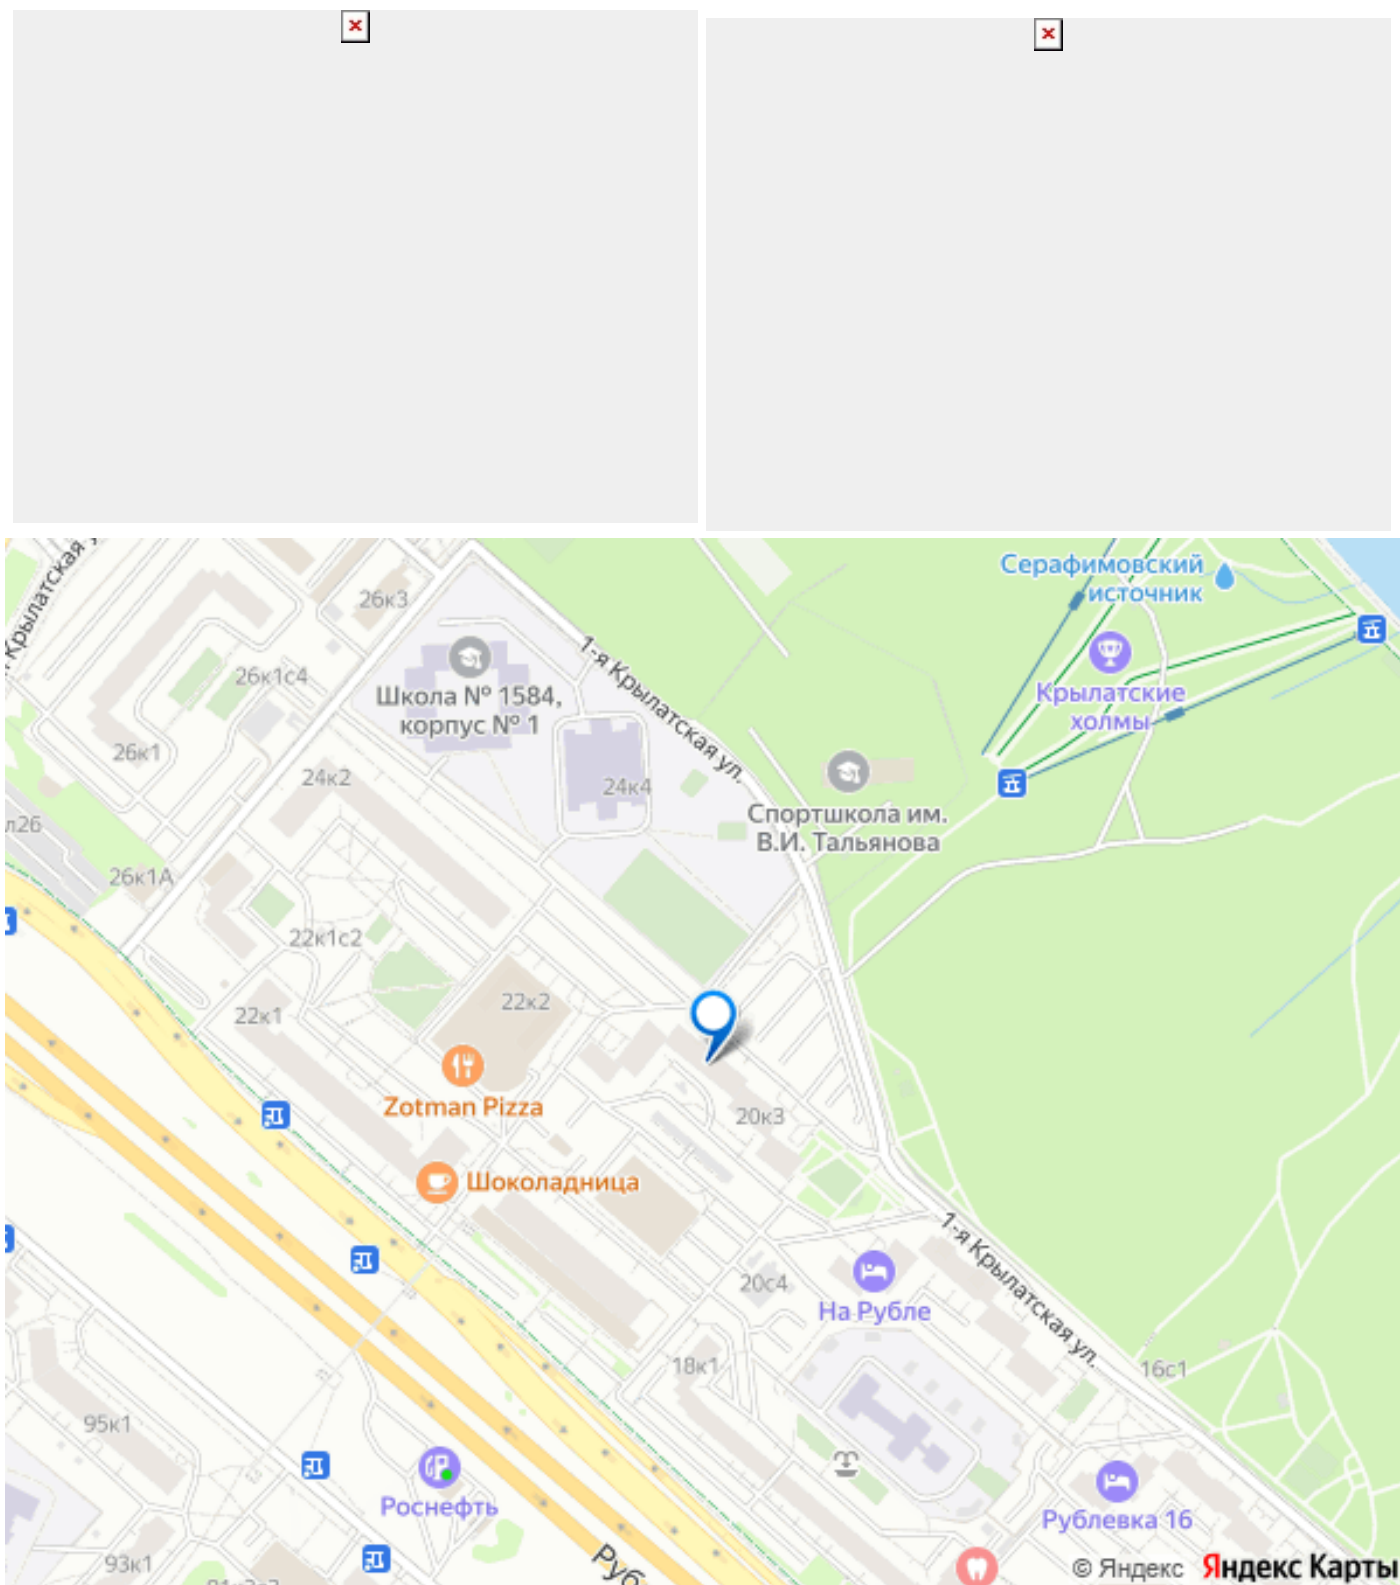 Крылатская у
26к3
1-я Крылатская ул.
Серафимовский
источник
26к1с4
Школа № 1584,
корпус № 1
Крылатские
холмы
26к1
24к2
24к4
Спортшкола им.
В.И. Тальянова
л26
26к1А
22к1с2
22к1
22к2
Zotman Pizza
20к3
Шоколадница
1-я Крылатская ул.
20с4
На Рубле
18к1
16с1
95к1
Роснефть
Рублевка 16
93к1
Руб
© Яндекс Яндекс Карты